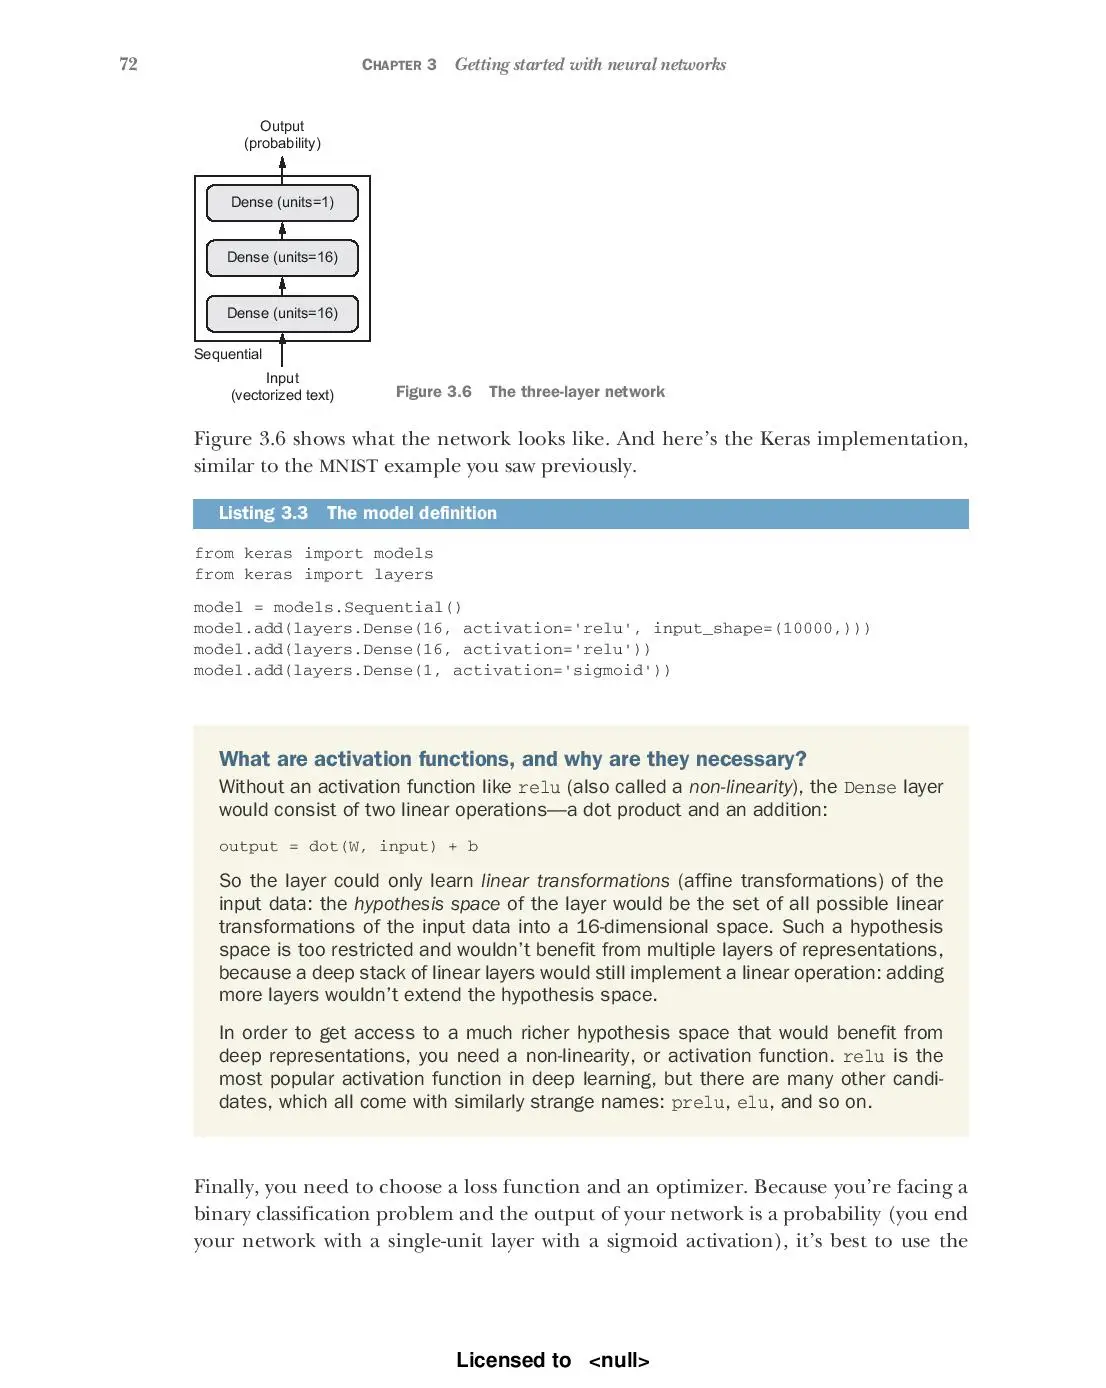 72
CHAPTER 3 Getting started with neural networks
Output
(probability)
Dense (units=1)
Dense (units=16)
Dense (units=16)
Sequential
Input
(vectorized text)
Figure 3.6 The three-layer network
Figure 3.6 shows what the network looks like. And here’s the Keras implementation,
similar to the MNIST example you saw previously.
Listing 3.3 The model definition
from keras import models
from keras import layers
model = models.Sequential()
model.add(layers.Dense(16, activation='relu', input_shape=(10000,)))
model.add(layers.Dense(16, activation='relu'))
model.add(layers.Dense(1, activation='sigmoid'))
What are activation functions, and why are they necessary?
Without an activation function like relu (also called a non-linearity), the Dense layer
would consist of two linear operations—a dot product and an addition:
output = dot(W, input) + b
So the layer could only learn linear transformations (affine transformations) of the
input data: the hypothesis space of the layer would be the set of all possible linear
transformations of the input data into a 16-dimensional space. Such a hypothesis
space is too restricted and wouldn’t benefit from multiple layers of representations,
because a deep stack of linear layers would still implement a linear operation: adding
more layers wouldn’t extend the hypothesis space.
In order to get access to a much richer hypothesis space that would benefit from
deep representations, you need a non-linearity, or activation function. relu is the
most popular activation function in deep learning, but there are many other candi-
dates, which all come with similarly strange names: prelu, elu, and so on.
Finally, you need to choose a loss function and an optimizer. Because you’re facing a
binary classification problem and the output of your network is a probability (you end
your network with a single-unit layer with a sigmoid activation), it’s best to use the
Licensed to <null>